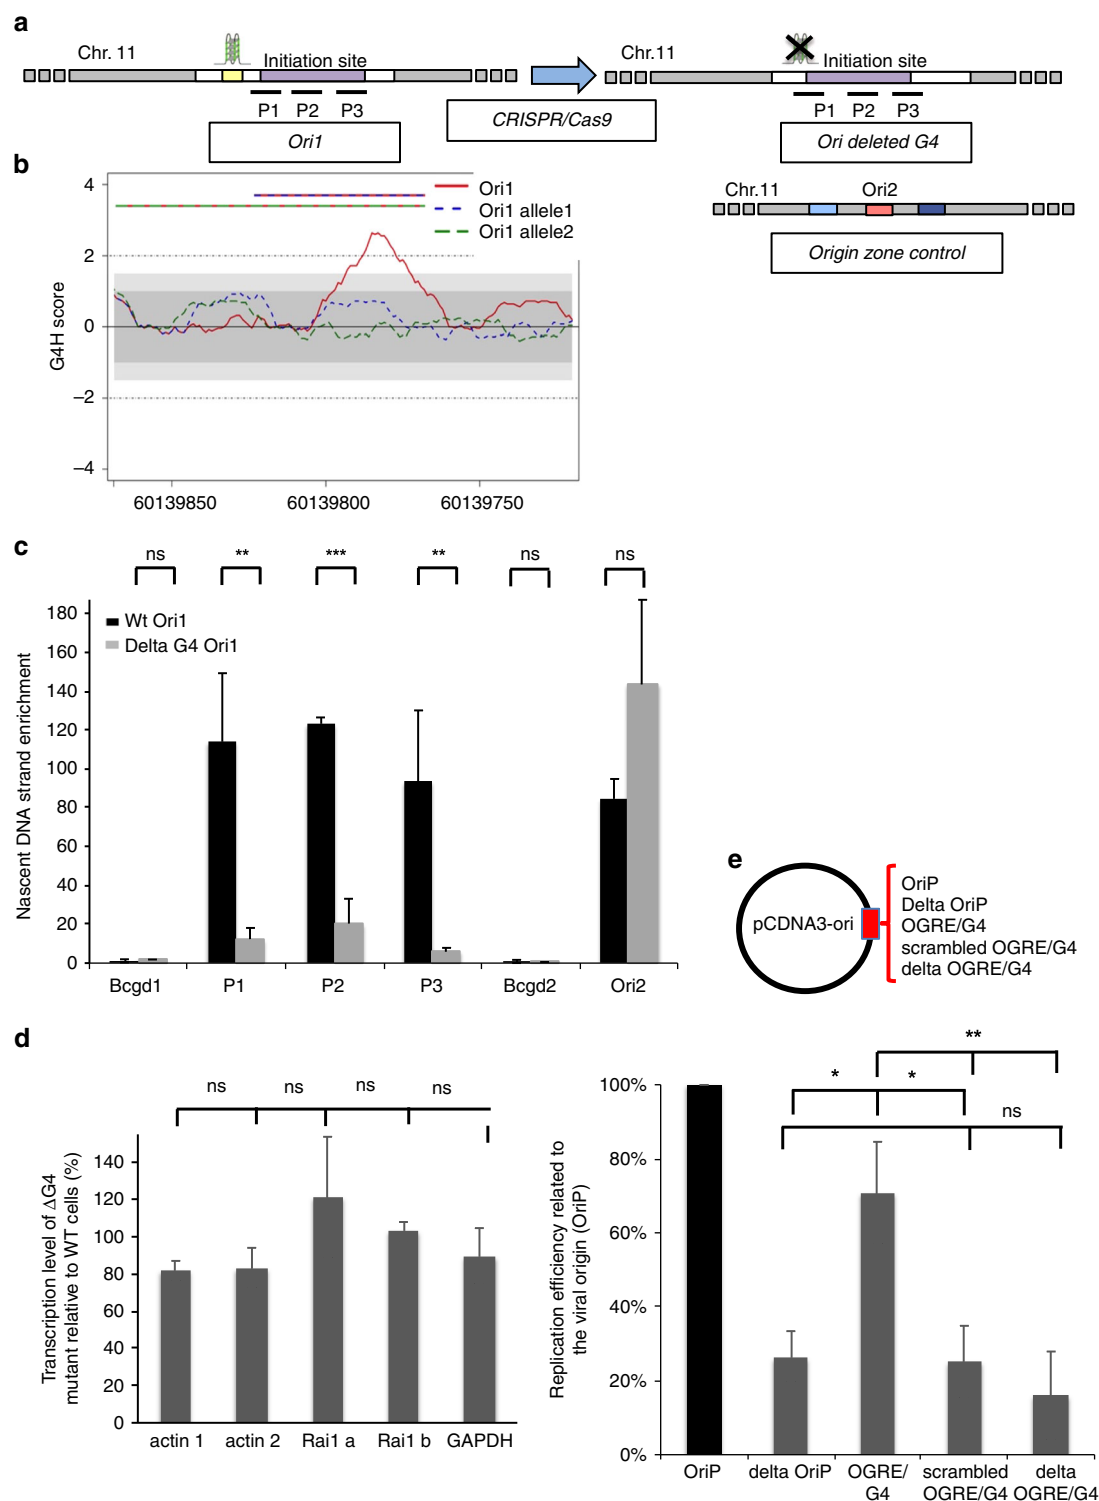 a
Chr. 11
Initiation site
P1 P2 P3
Ori1
CRISPR/Cas9
Chr.11
Initiation site
P1 P2 P3
Ori deleted G4
Chr.11
Ori2
Origin zone control
b
G4H score
4
2
0
−2
−4
Ori1
Ori1 allele1
Ori1 allele2
60139850 60139800 60139750
c
Nascent DNA strand enrichment
ns ** *** ** ns ns
Wt Ori1
Delta G4 Ori1
180
160
140
120
100
80
60
40
20
0
Bcgd1 P1 P2 P3 Bcgd2 Ori2
d
Transcription level of ΔG4
mutant relative to WT cells (%)
ns ns ns ns
140
120
100
80
60
40
20
0
actin 1 actin 2 Rai1 a Rai1 b GAPDH
e
pCDNA3-ori
OriP
Delta OriP
OGRE/G4
scrambled OGRE/G4
delta OGRE/G4
Replication efficiency related to
the viral origin (OriP)
**
* *
ns
100%
80%
60%
40%
20%
0%
OriP delta OriP OGRE/ scrambled delta
G4 OGRE/G4 OGRE/G4